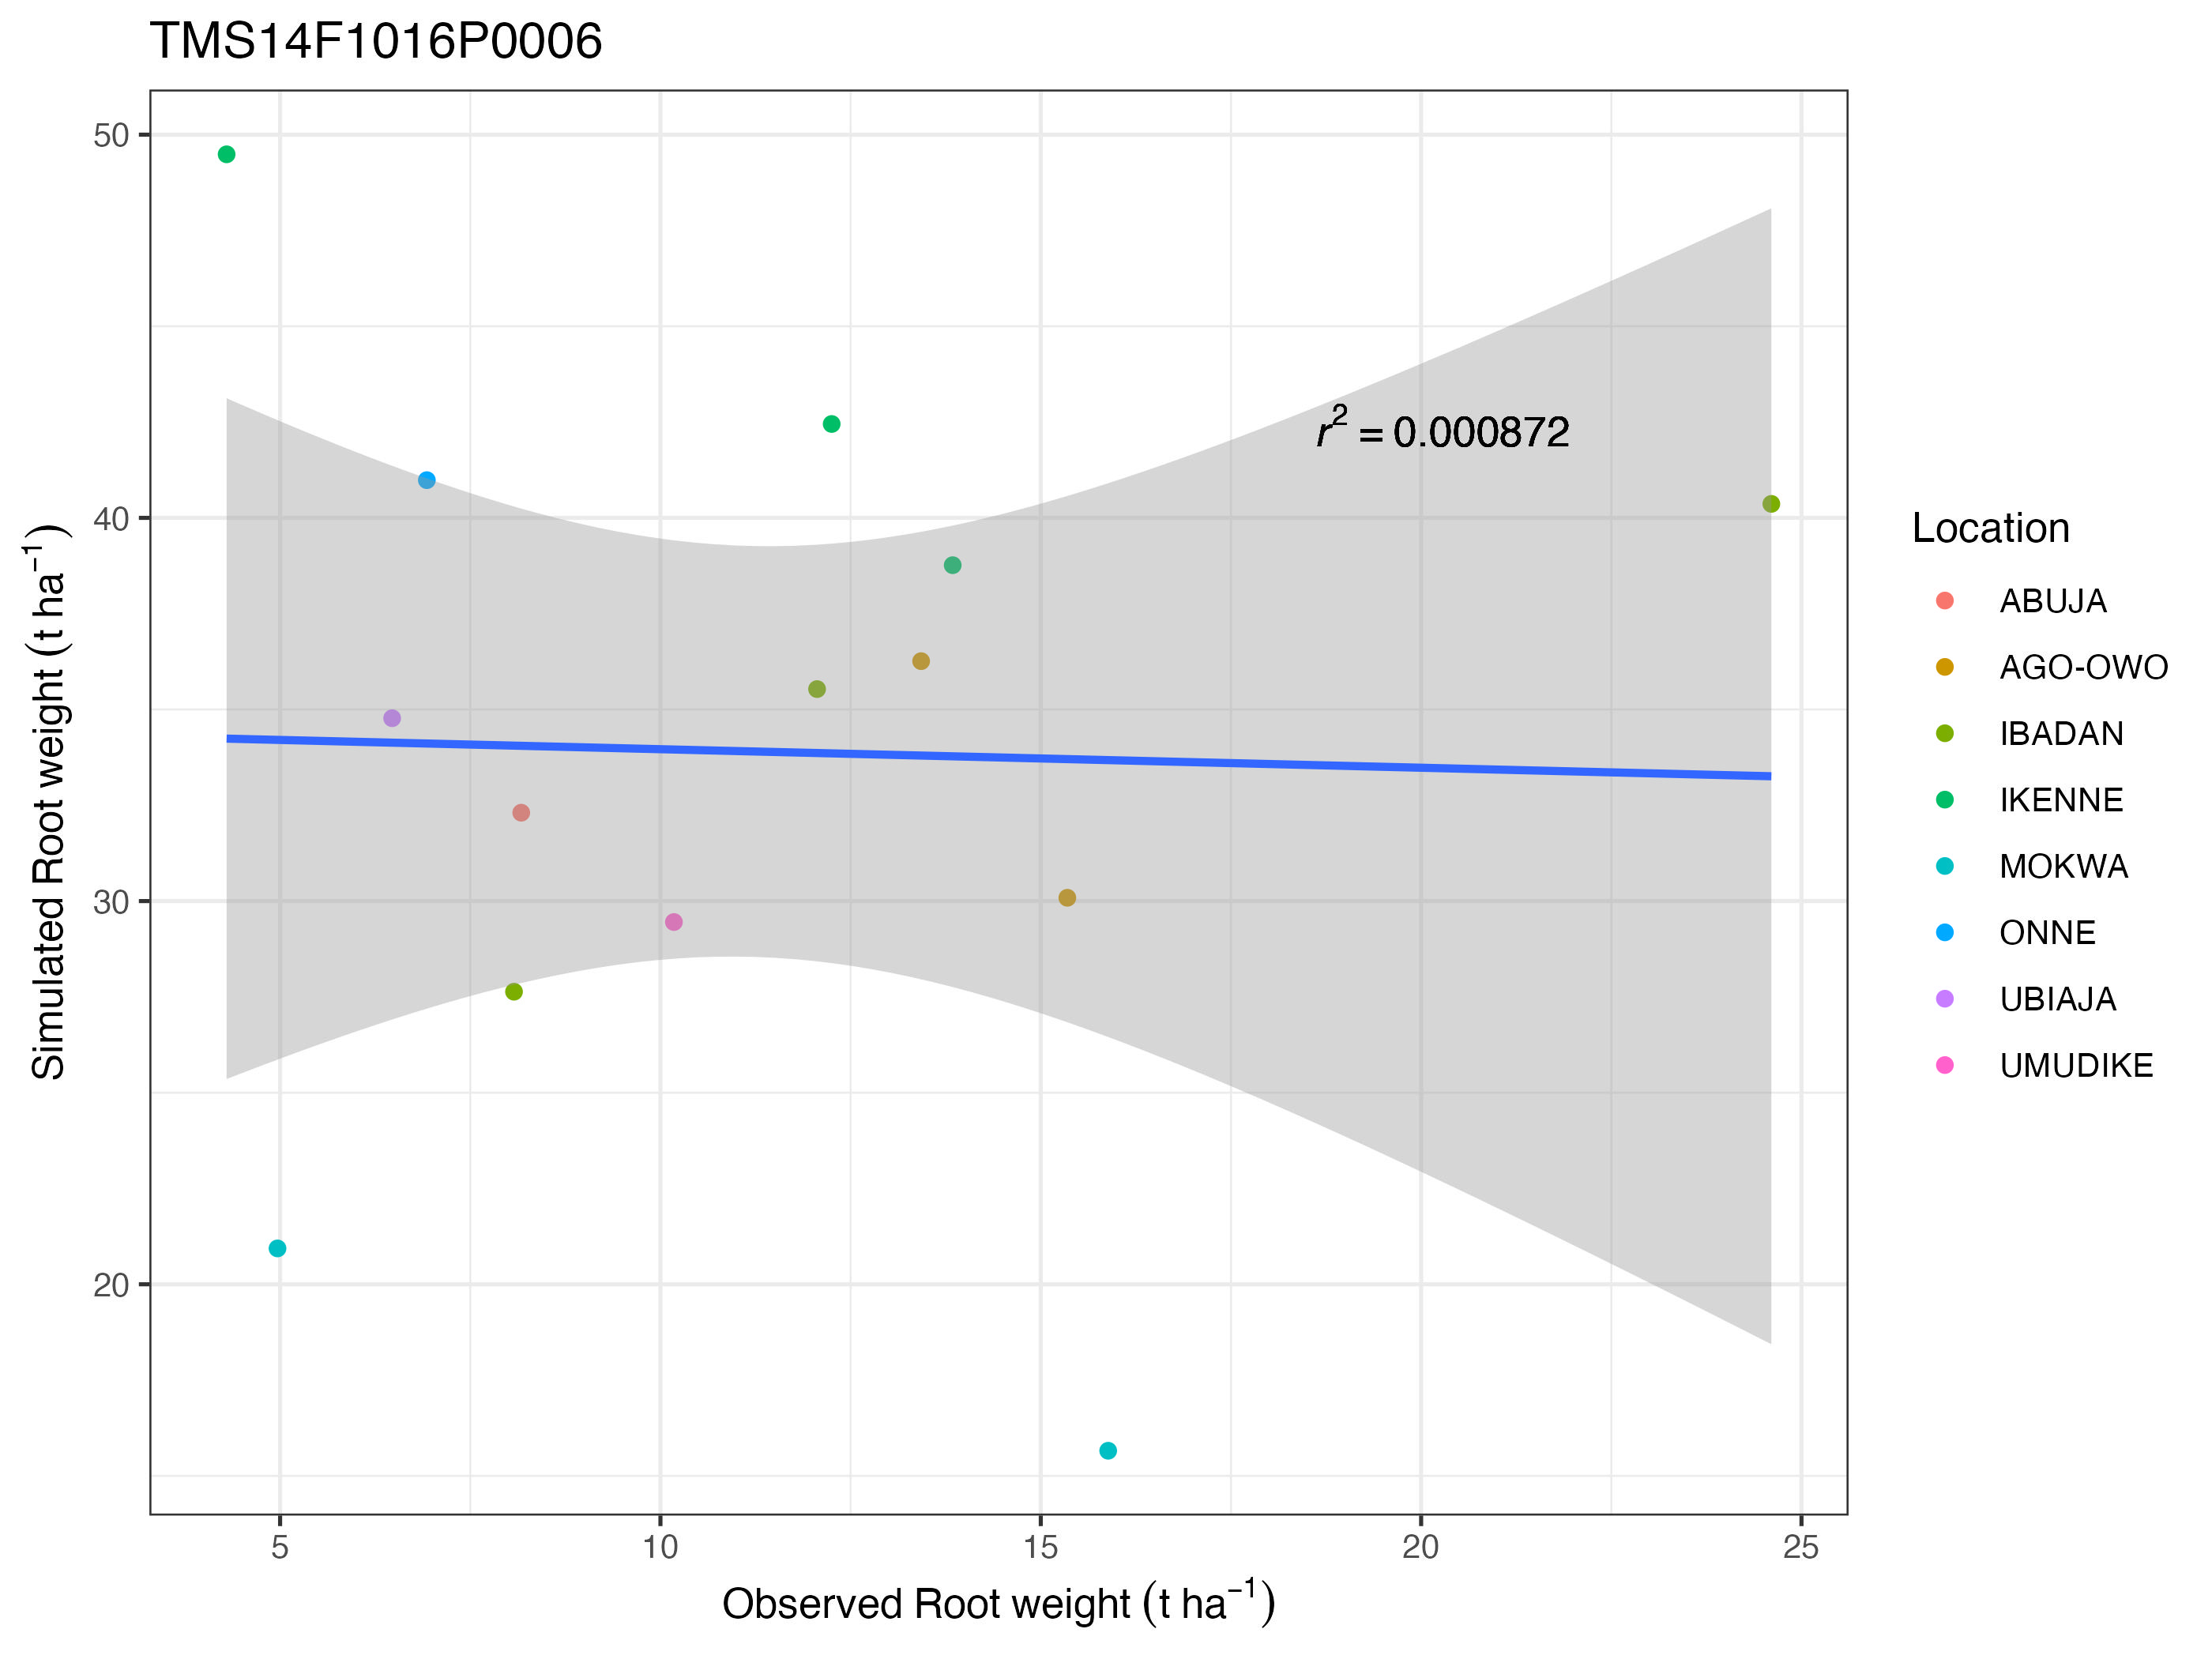 TMS14F1016P0006
50
40
30
20
Simulated Root weight (t ha⁻¹)
r² = 0.000872
5 10 15 20 25
Observed Root weight (t ha⁻¹)
Location
ABUJA
AGO-OWO
IBADAN
IKENNE
MOKWA
ONNE
UBIAJA
UMUDIKE